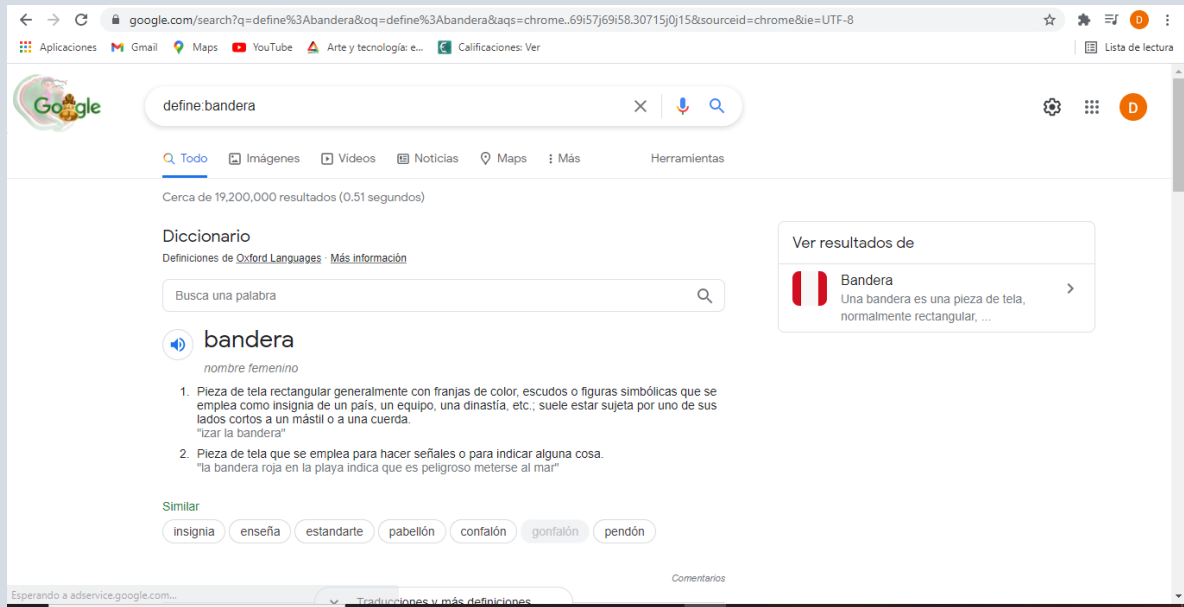 google.com/search?q=define%3Abandera&oq=define%3Abandera&aqs=chrome..69i57j69i58.30715j0j15&sourceid=chrome&ie=UTF-8
D
Aplicaciones Gmail Maps YouTube Arte y tecnología: e... Calificaciones: Ver Lista de lectura
Google
define:bandera
D
Todo Imágenes Videos Noticias Maps Más Herramientas
Cerca de 19,200,000 resultados (0.51 segundos)
Diccionario
Definiciones de Oxford Languages · Más información
Busca una palabra
bandera
nombre femenino
1. Pieza de tela rectangular generalmente con franjas de color, escudos o figuras simbólicas que se
emplea como insignia de un país, un equipo, una dinastía, etc.; suele estar sujeta por uno de sus
lados cortos a un mástil o a una cuerda.
"izar la bandera"
2. Pieza de tela que se emplea para hacer señales o para indicar alguna cosa.
"la bandera roja en la playa indica que es peligroso meterse al mar"
Similar
insignia enseña estandarte pabellón confalón gonfalón pendón
Comentarios
Traducciones y más definiciones
Ver resultados de
Bandera
Una bandera es una pieza de tela,
normalmente rectangular, ...
Esperando a adservice.google.com...